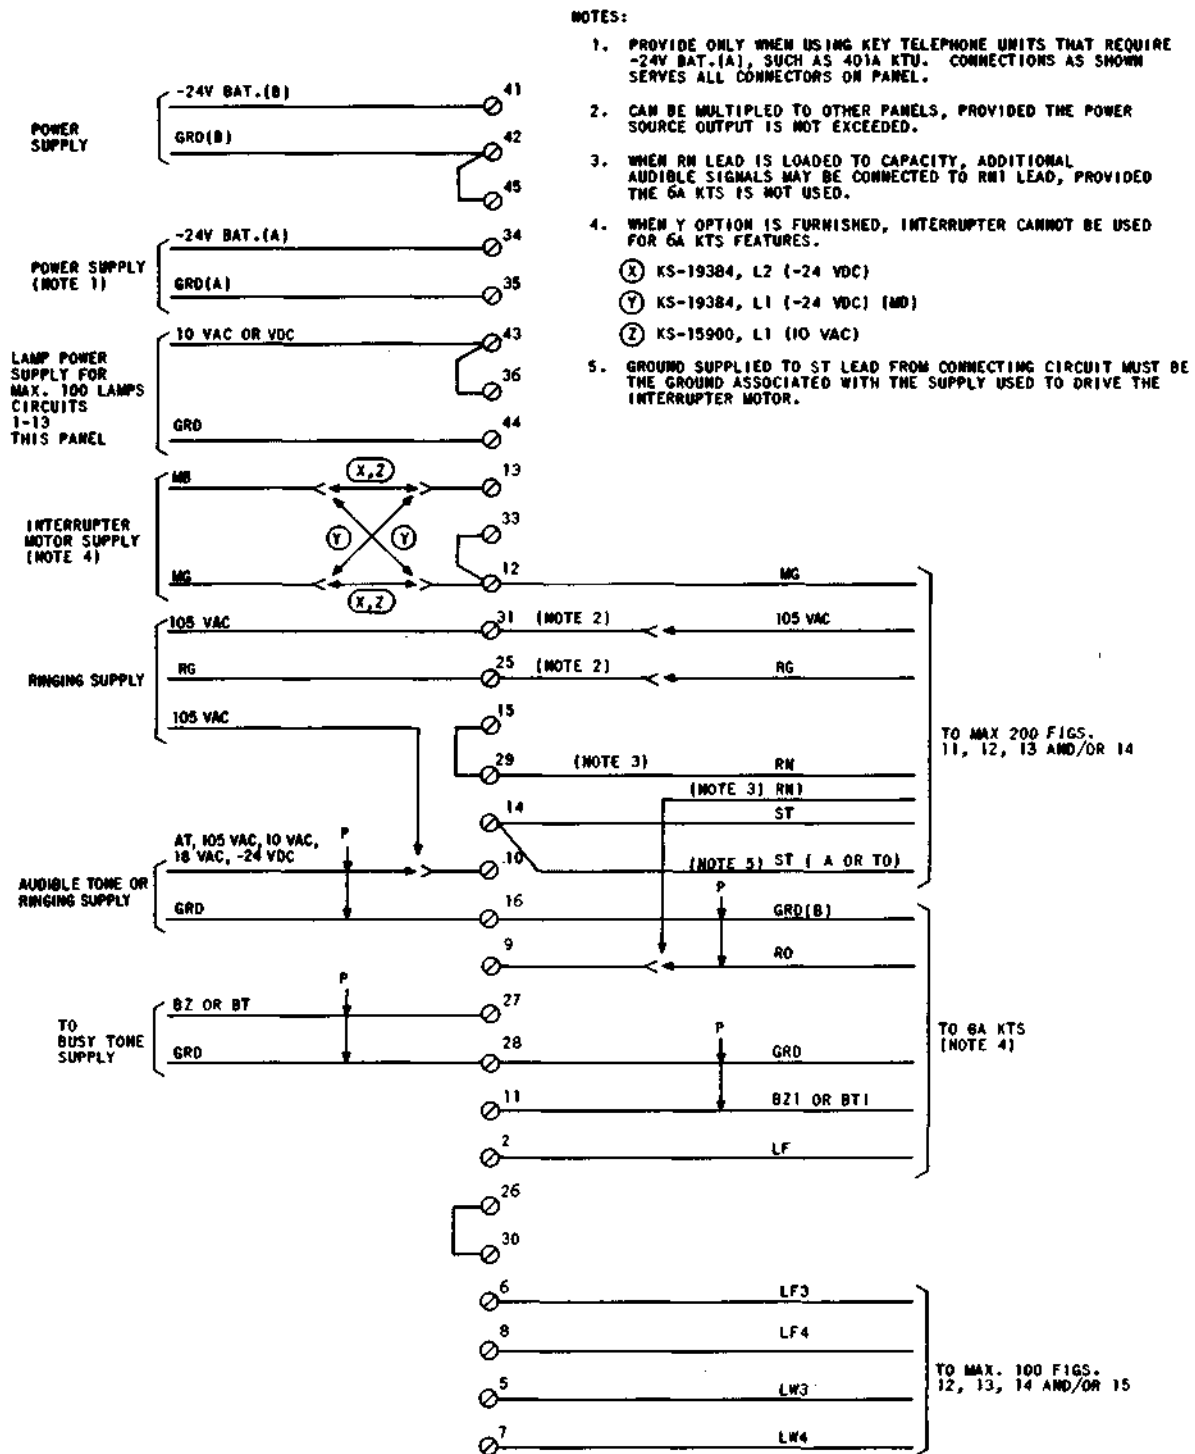 NOTES:
1. PROVIDE ONLY WHEN USING KEY TELEPHONE UNITS THAT REQUIRE
-24V BAT.(A), SUCH AS 401A KTU. CONNECTIONS AS SHOWN
SERVES ALL CONNECTORS ON PANEL.
2. CAN BE MULTIPLED TO OTHER PANELS, PROVIDED THE POWER
SOURCE OUTPUT IS NOT EXCEEDED.
3. WHEN RN LEAD IS LOADED TO CAPACITY, ADDITIONAL
AUDIBLE SIGNALS MAY BE CONNECTED TO RN1 LEAD, PROVIDED
THE 6A KTS IS NOT USED.
4. WHEN Y OPTION IS FURNISHED, INTERRUPTER CANNOT BE USED
FOR 6A KTS FEATURES.
X KS-19384, L2 (-24 VDC)
Y KS-19384, L1 (-24 VDC) (MD)
Z KS-15900, L1 (10 VAC)
5. GROUND SUPPLIED TO ST LEAD FROM CONNECTING CIRCUIT MUST BE
THE GROUND ASSOCIATED WITH THE SUPPLY USED TO DRIVE THE
INTERRUPTER MOTOR.
POWER
SUPPLY
-24V BAT.(B)
41
GRD(B)
42
45
POWER SUPPLY
(NOTE 1)
-24V BAT.(A)
34
GRD(A)
35
LAMP POWER
SUPPLY FOR
MAX. 100 LAMPS
CIRCUITS
1-13
THIS PANEL
10 VAC OR VDC
43
36
GRD
44
INTERRUPTER
MOTOR SUPPLY
(NOTE 4)
MB
X,Z
13
33
Y
Y
MG
X,Z
12
MG
RINGING SUPPLY
105 VAC
31
(NOTE 2)
105 VAC
RG
25
(NOTE 2)
RG
105 VAC
15
29
(NOTE 3)
RN
(NOTE 3) RN1
14
ST
TO MAX 200 FIGS.
11, 12, 13 AND/OR 14
AUDIBLE TONE OR
RINGING SUPPLY
AT, 105 VAC, 10 VAC,
18 VAC, -24 VDC
P
10
(NOTE 5) ST ( A OR TO)
GRD
16
P
GRD(B)
9
RO
TO
BUSY TONE
SUPPLY
BZ OR BT
P
27
GRD
28
P
GRD
11
BZ1 OR BT1
2
LF
TO 6A KTS
(NOTE 4)
26
30
6
LF3
8
LF4
5
LW3
7
LW4
TO MAX. 100 FIGS.
12, 13, 14 AND/OR 15